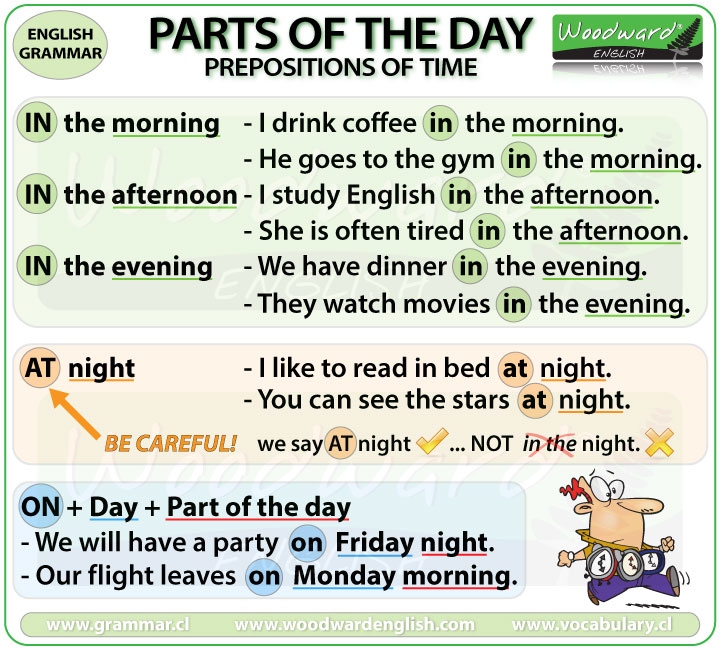 ENGLISH
GRAMMAR
PARTS OF THE DAY
PREPOSITIONS OF TIME
Woodward®
ENGLISH
IN the morning - I drink coffee in the morning.
- He goes to the gym in the morning.
IN the afternoon - I study English in the afternoon.
- She is often tired in the afternoon.
IN the evening - We have dinner in the evening.
- They watch movies in the evening.
AT night - I like to read in bed at night.
- You can see the stars at night.
BE CAREFUL! we say AT night ... NOT in the night.
ON + Day + Part of the day
- We will have a party on Friday night.
- Our flight leaves on Monday morning.
www.grammar.cl www.woodwardenglish.com www.vocabulary.cl
Woodward
ENGLISH
Woodward
ENGLISH